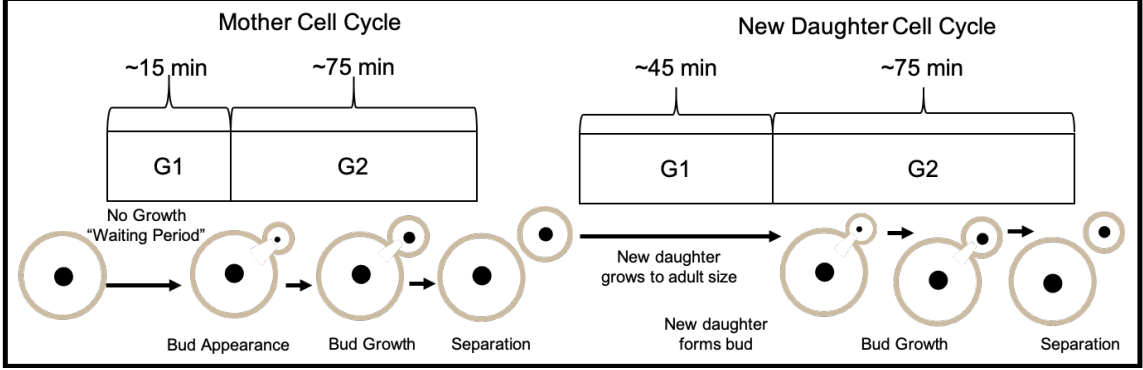 Mother Cell Cycle
~15 min
~75 min
G1
G2
No Growth
“Waiting Period”
Bud Appearance
Bud Growth
Separation
New Daughter Cell Cycle
~45 min
~75 min
G1
G2
New daughter
grows to adult size
New daughter
forms bud
Bud Growth
Separation